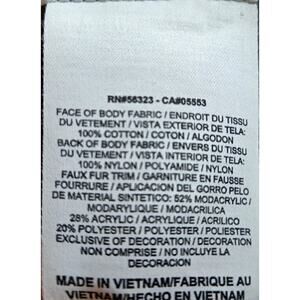 RN#56323 - CA#05553
FACE OF BODY FABRIC / ENDROIT DU TISSU
DU VETEMENT / VISTA EXTERIOR DE TELA:
100% COTTON / COTON / ALGODON
BACK OF BODY FABRIC / ENVERS DU TISSU
DU VETEMENT / VISTA INTERIOR DE TELA:
100% NYLON / POLYAMIDE / NYLON
FAUX FUR TRIM / GARNITURE EN FAUSSE
FOURRURE / APLICACION DEL GORRO PELO
DE MATERIAL SINTETICO: 52% MODACRYLIC /
MODARYLIQUE / MODACRILICA
28% ACRYLIC / ACRYLIQUE / ACRILICO
20% POLYESTER / POLYESTER / POLIESTER
EXCLUSIVE OF DECORATION / DECORATION
NON COMPRISE / NO INCLUYE LA
DECORACION
MADE IN VIETNAM/FABRIQUE AU
VIETNAM/HECHO EN VIETNAM